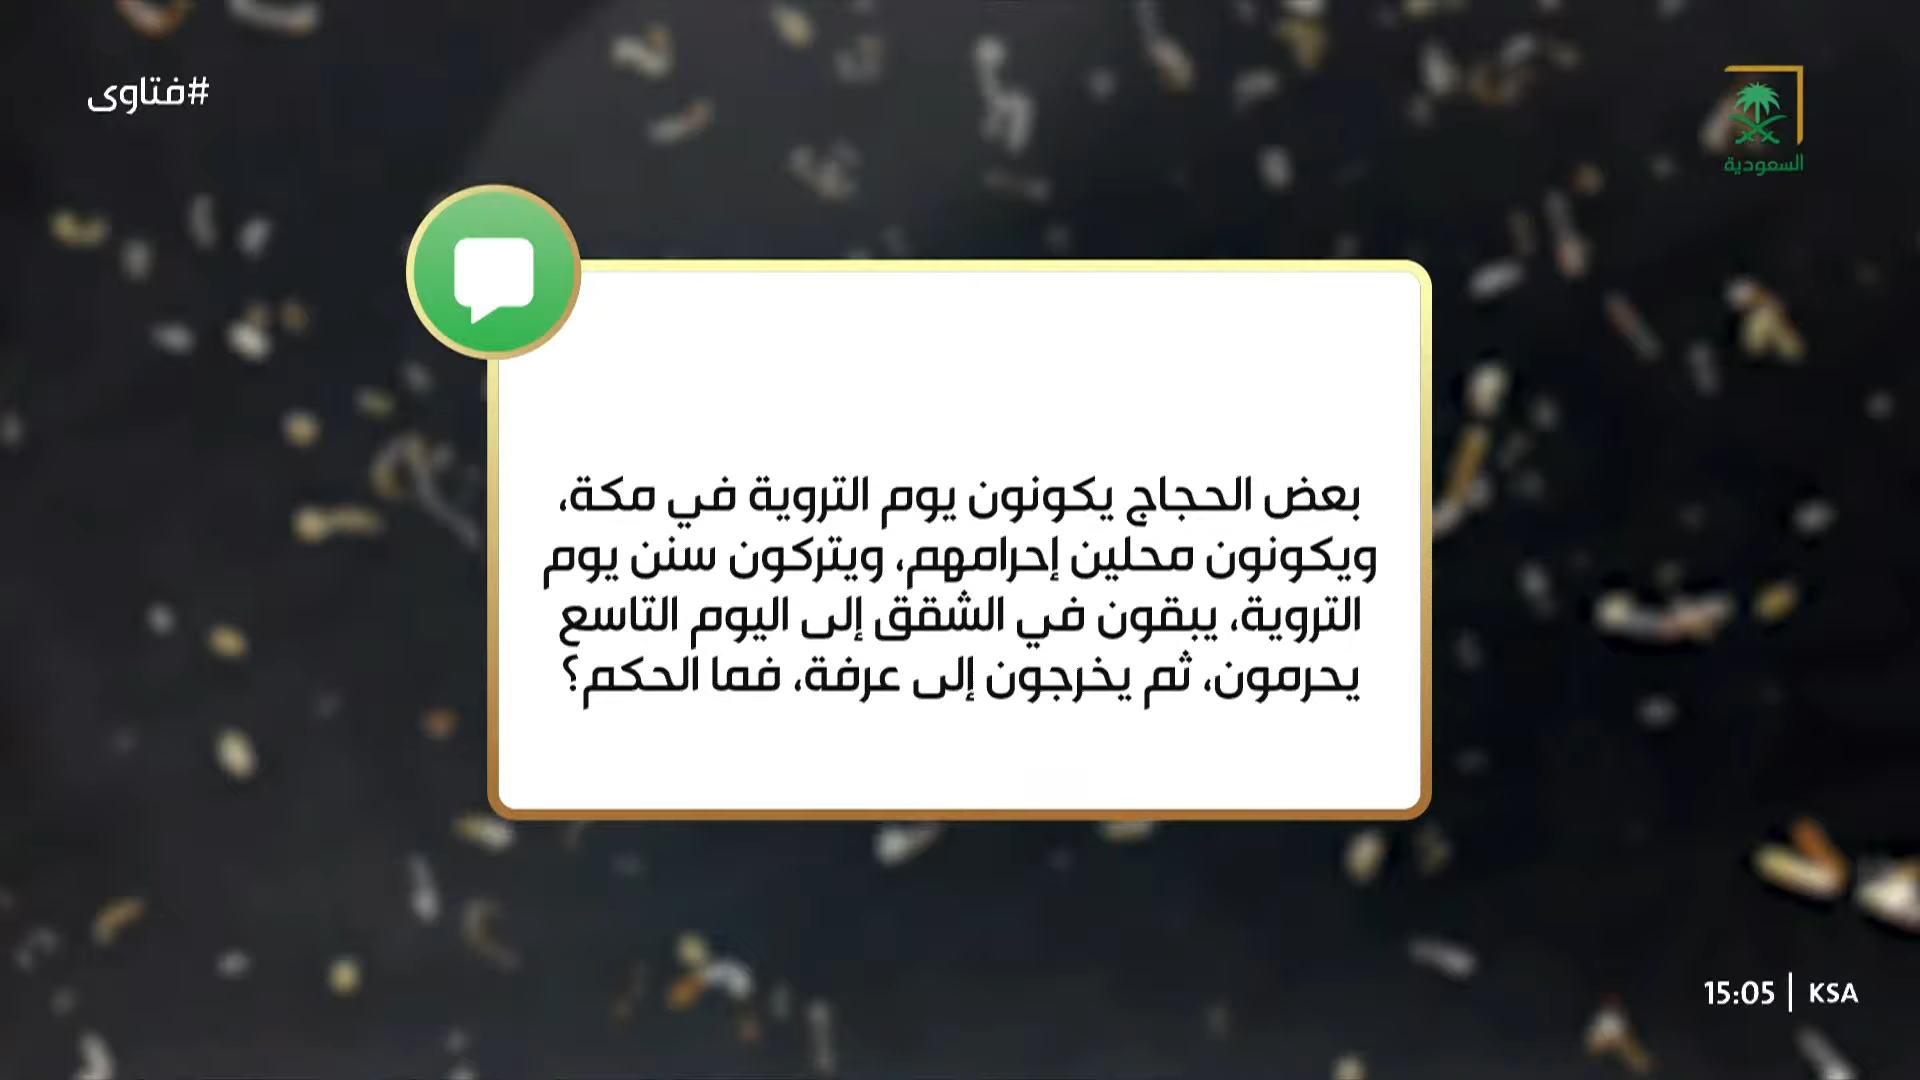 #فتاوى
السعودية
بعض الحجاج يكونون يوم التروية في مكة،
ويكونون محلين إحرامهم، ويتركون سنن يوم
التروية، يبقون في الشقق إلى اليوم التاسع
يحرمون، ثم يخرجون إلى عرفة، فما الحكم؟
15:05 | KSA